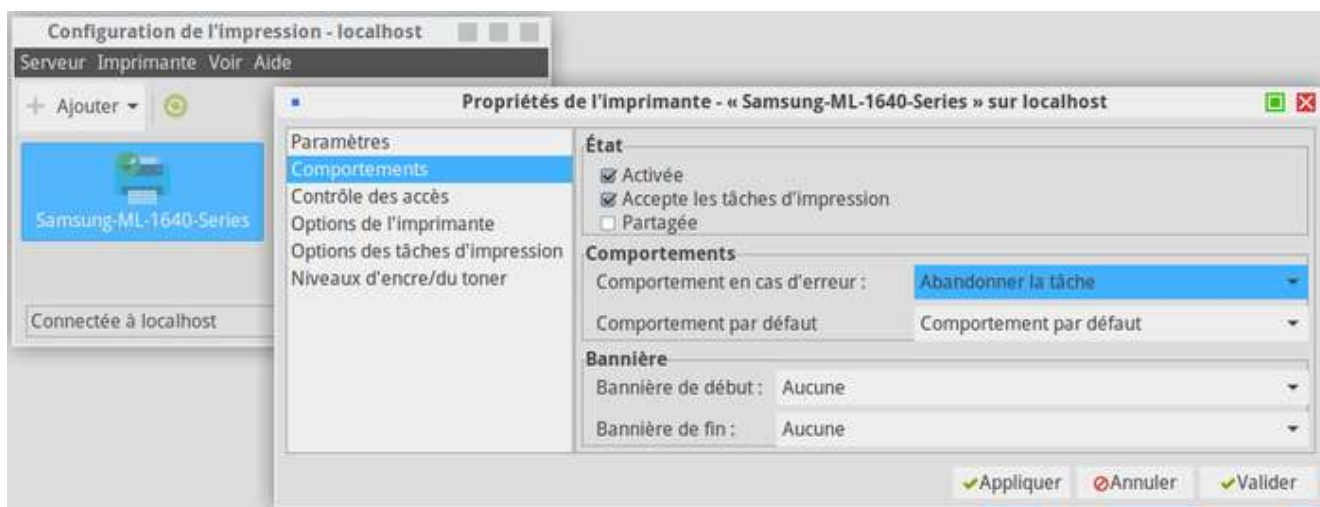 Configuration de l'impression - localhost
Serveur Imprimante Voir Aide
Ajouter
Samsung-ML-1640-Series
Connectée à localhost
Propriétés de l'imprimante - « Samsung-ML-1640-Series » sur localhost
Paramètres
Comportements
Contrôle des accès
Options de l'imprimante
Options des tâches d'impression
Niveaux d'encre/du toner
État
Activée
Accepte les tâches d'impression
Partagée
Comportements
Comportement en cas d'erreur : Abandonner la tâche
Comportement par défaut Comportement par défaut
Bannière
Bannière de début : Aucune
Bannière de fin : Aucune
Appliquer Annuler Valider